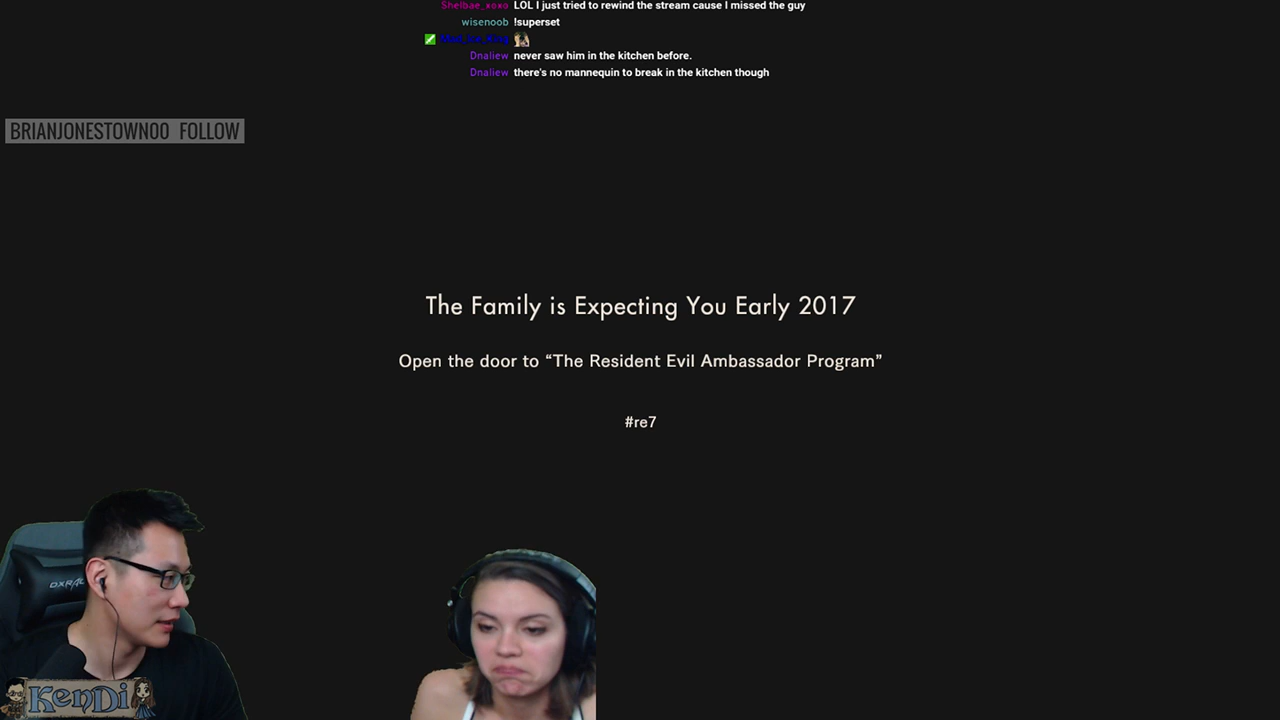 Shelbae_xoxo LOL I just tried to rewind the stream cause I missed the guy
wisenoob !superset
Dnaliew never saw him in the kitchen before.
Dnaliew there's no mannequin to break in the kitchen though
BRIANJONESTOWN00 FOLLOW
The Family is Expecting You Early 2017
Open the door to “The Resident Evil Ambassador Program”
#re7
KenDi